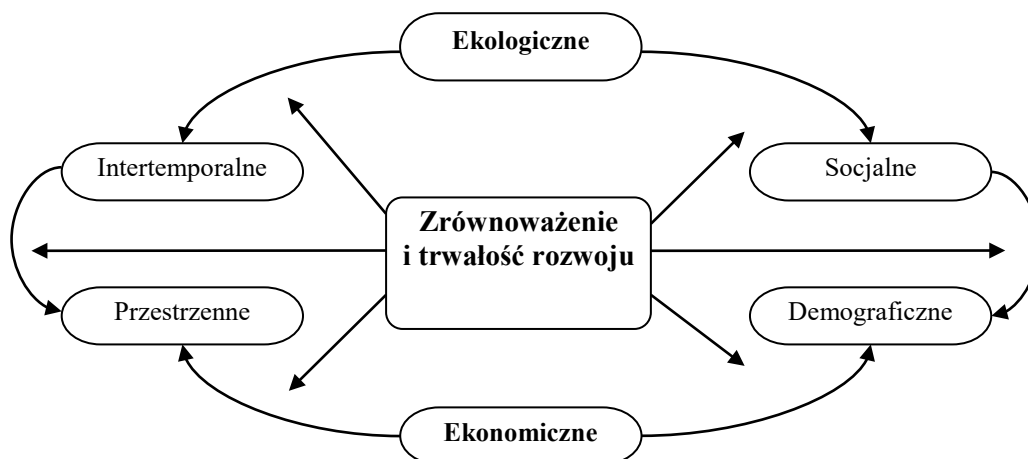 Ekologiczne
Intertemporalne
Socjalne
Zrównoważenie
i trwałość rozwoju
Przestrzenne
Demograficzne
Ekonomiczne